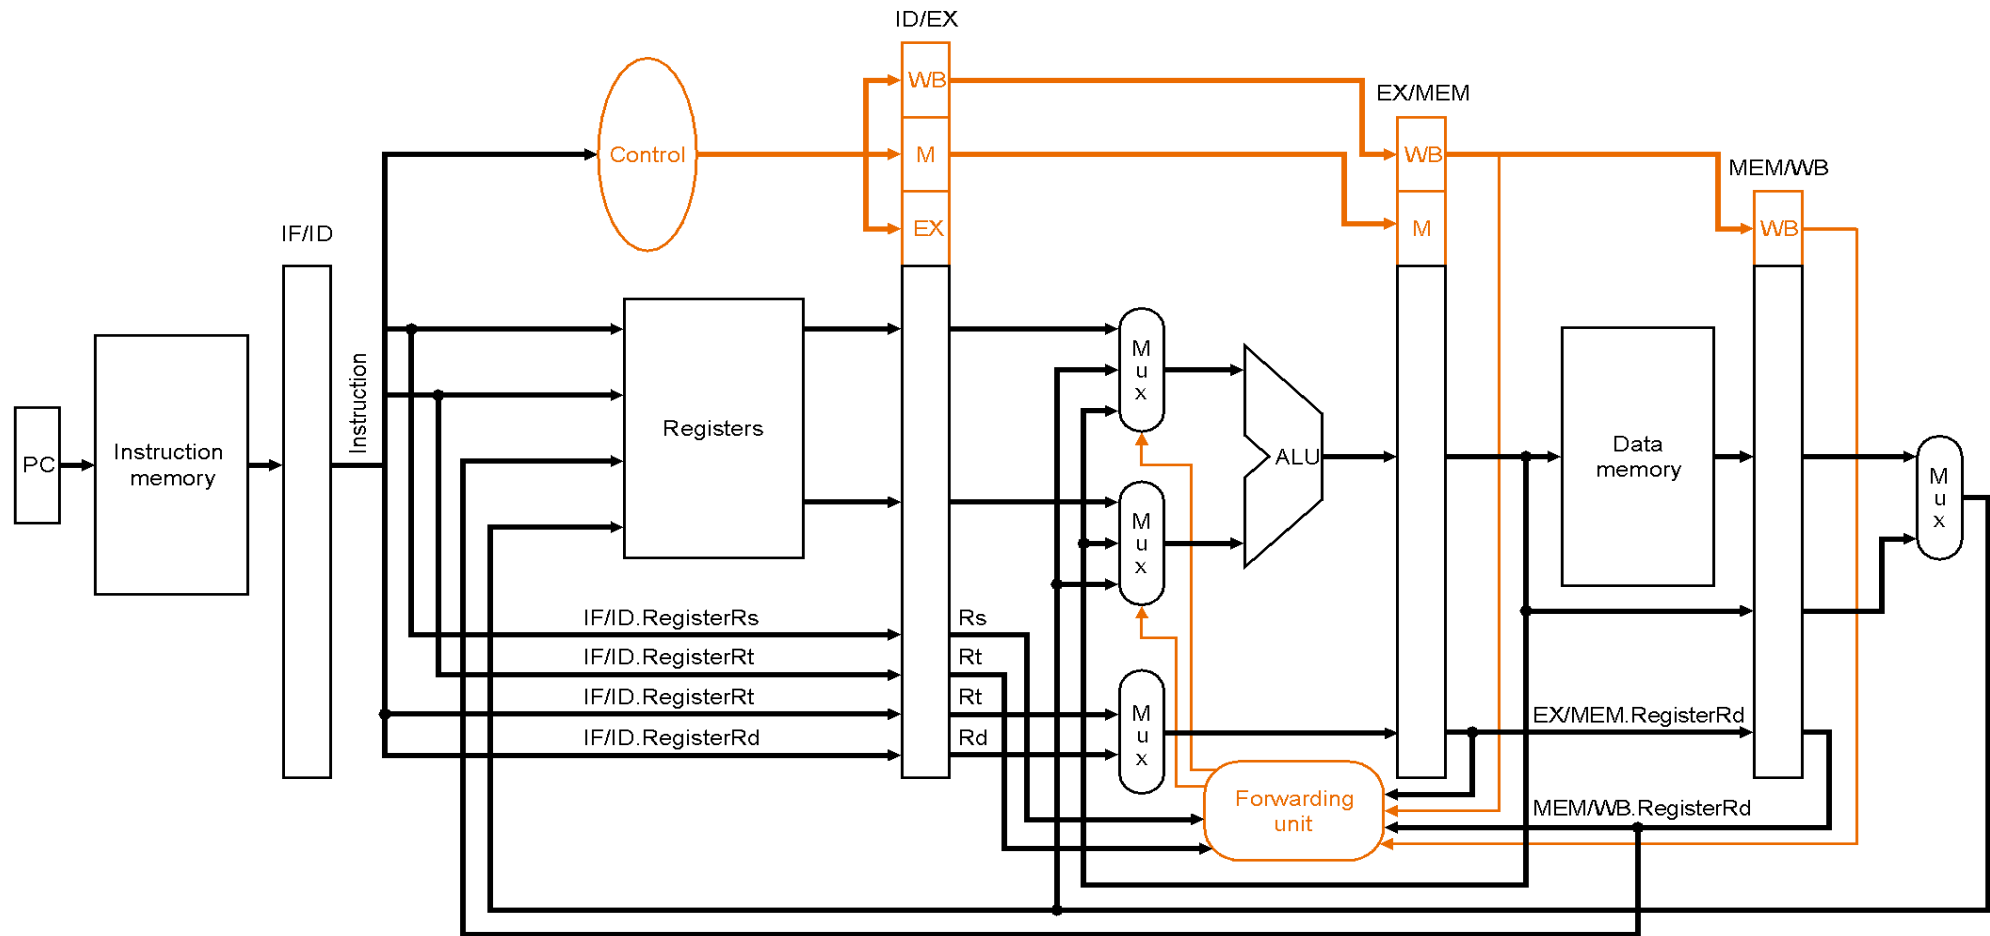 ID/EX
WB
EX/MEM
Control
M
WB
MEM/WB
IF/ID
EX
M
WB
Instruction
Registers
M
u
x
PC
Instruction
memory
ALU
Data
memory
M
u
x
M
u
x
IF/ID.RegisterRs
Rs
IF/ID.RegisterRt
Rt
IF/ID.RegisterRt
Rt
IF/ID.RegisterRd
Rd
M
u
x
EX/MEM.RegisterRd
Forwarding
unit
MEM/WB.RegisterRd